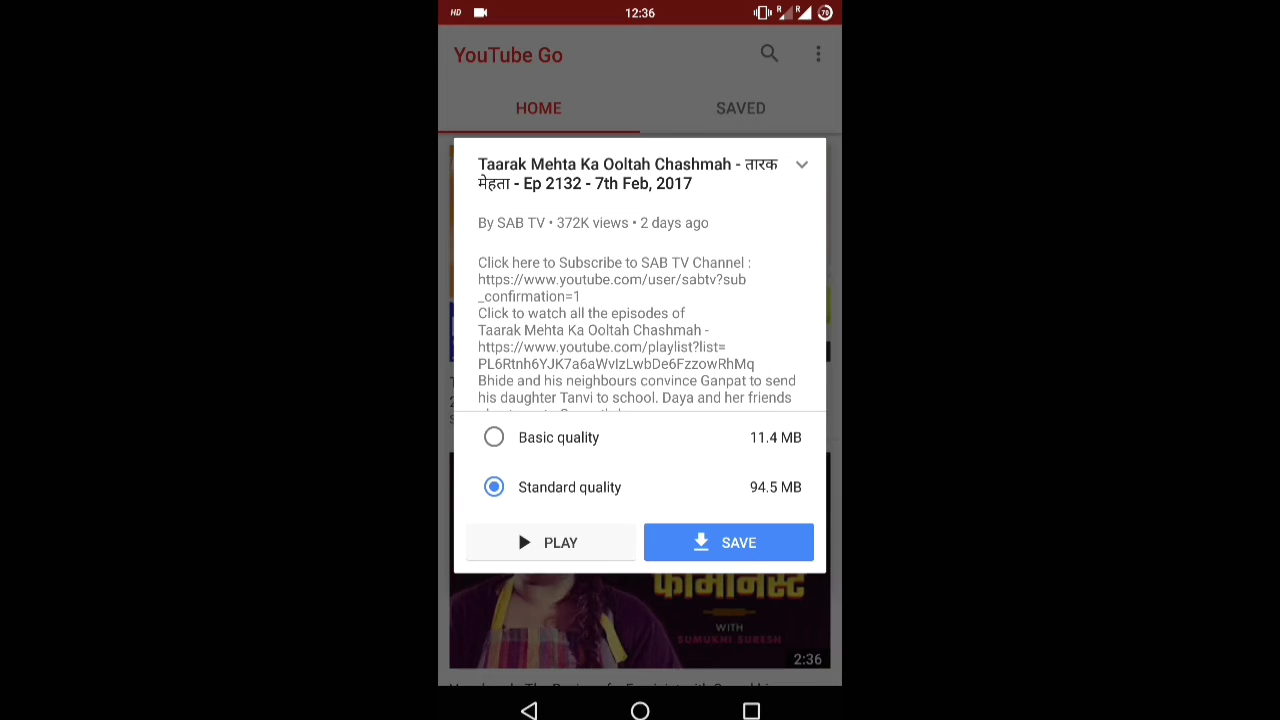 HD
12:36
R
R
70
YouTube Go
HOME
SAVED
Taarak Mehta Ka Ooltah Chashmah - तारक
मेहता - Ep 2132 - 7th Feb, 2017
By SAB TV • 372K views • 2 days ago
Click here to Subscribe to SAB TV Channel :
https://www.youtube.com/user/sabtv?sub
_confirmation=1
Click to watch all the episodes of
Taarak Mehta Ka Ooltah Chashmah -
https://www.youtube.com/playlist?list=
PL6Rtnh6YJK7a6aWvIzLwbDe6FzzowRhMq
Bhide and his neighbours convince Ganpat to send
his daughter Tanvi to school. Daya and her friends
Basic quality 11.4 MB
Standard quality 94.5 MB
PLAY
SAVE
WITH
SUMUKHI SURESH
2:36